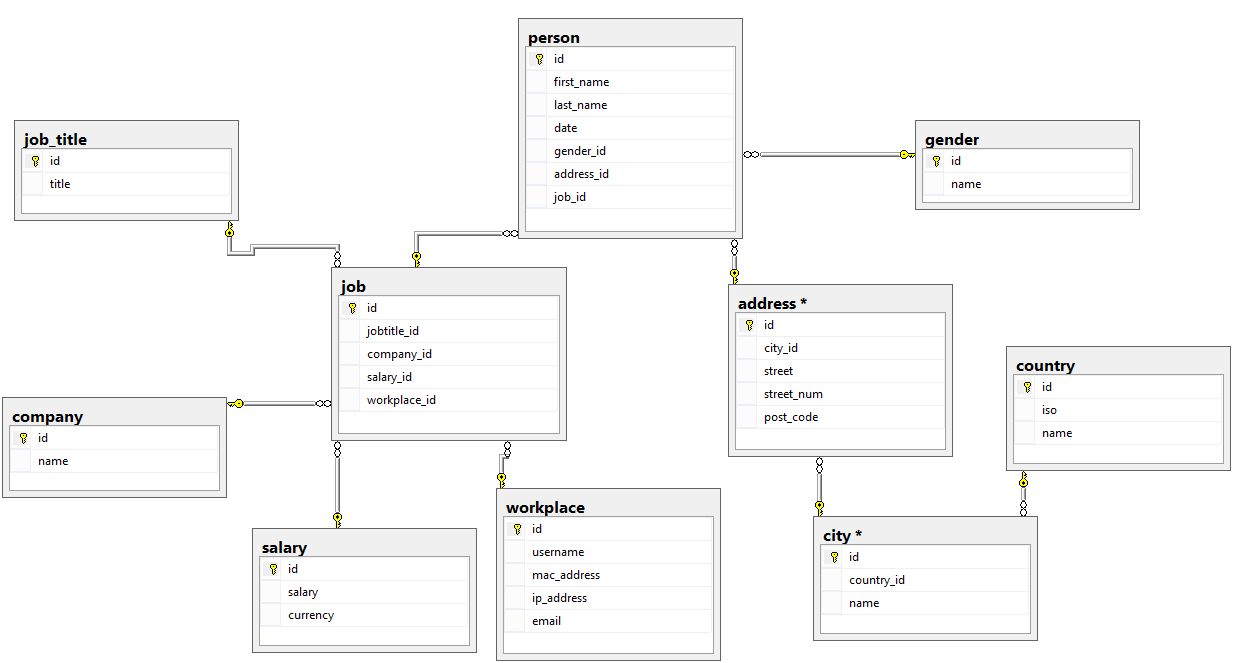 person
id
first_name
last_name
date
gender_id
address_id
job_id
job_title
id
title
gender
id
name
job
id
jobtitle_id
company_id
salary_id
workplace_id
address *
id
city_id
street
street_num
post_code
country
id
iso
name
company
id
name
workplace
id
username
mac_address
ip_address
email
city *
id
country_id
name
salary
id
salary
currency